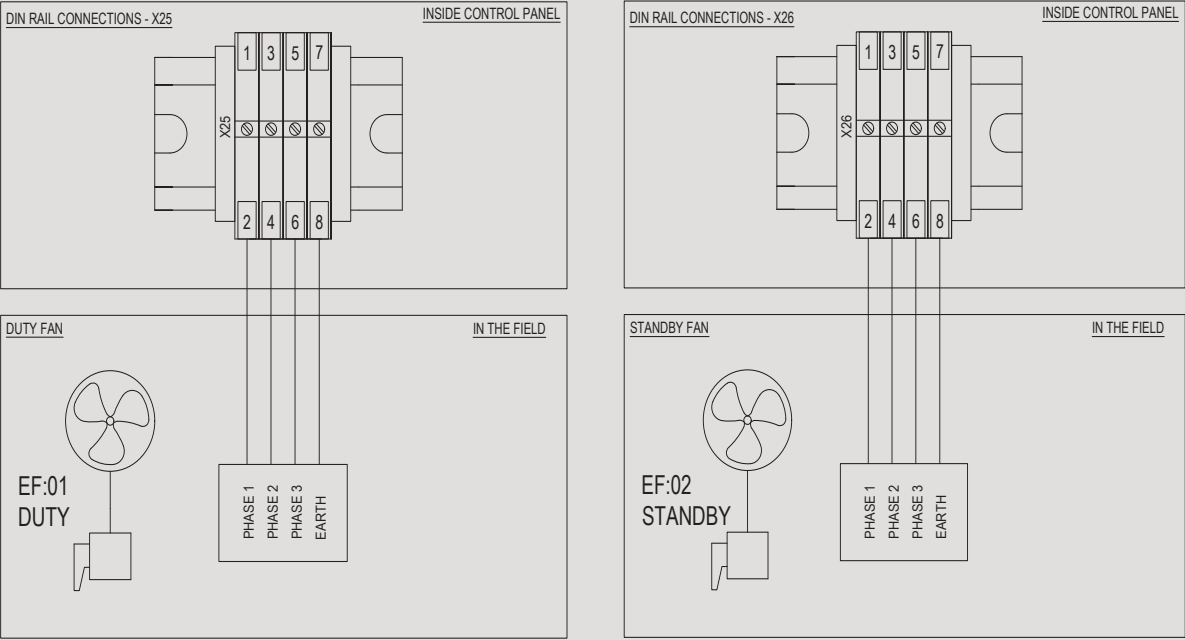 DIN RAIL CONNECTIONS - X25
INSIDE CONTROL PANEL
1 3 5 7
X25
2 4 6 8
DUTY FAN
IN THE FIELD
EF:01
DUTY
PHASE 1
PHASE 2
PHASE 3
EARTH
DIN RAIL CONNECTIONS - X26
INSIDE CONTROL PANEL
1 3 5 7
X26
2 4 6 8
STANDBY FAN
IN THE FIELD
EF:02
STANDBY
PHASE 1
PHASE 2
PHASE 3
EARTH